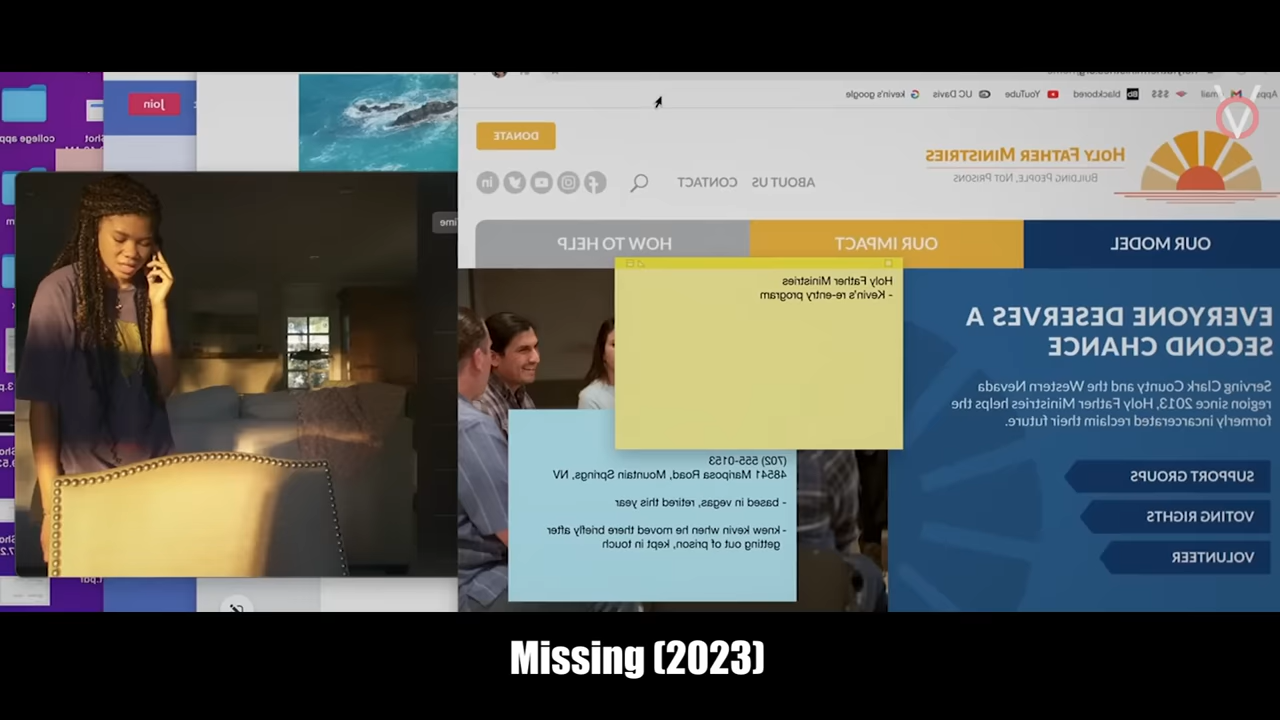 Join
college app
kevin's google
UC Davis
YouTube
blackbored
$$$
DONATE
HOLY FATHER MINISTRIES
BUILDING PEOPLE, NOT PRISONS
in
ABOUT US
CONTACT
OUR MODEL
OUR IMPACT
HOW TO HELP
Holy Father Ministries
- Kevin's re-entry program
EVERYONE DESERVES A
SECOND CHANCE
Serving Clark County and the Western Nevada
region since 2013, Holy Father Ministries helps the
formerly incarcerated reclaim their future.
SUPPORT GROUPS
VOTING RIGHTS
VOLUNTEER
(702) 555-0153
48541 Mariposa Road, Mountain Springs, NV
- based in vegas, retired this year
- knew kevin when he moved there briefly after
getting out of prison, kept in touch
Missing (2023)